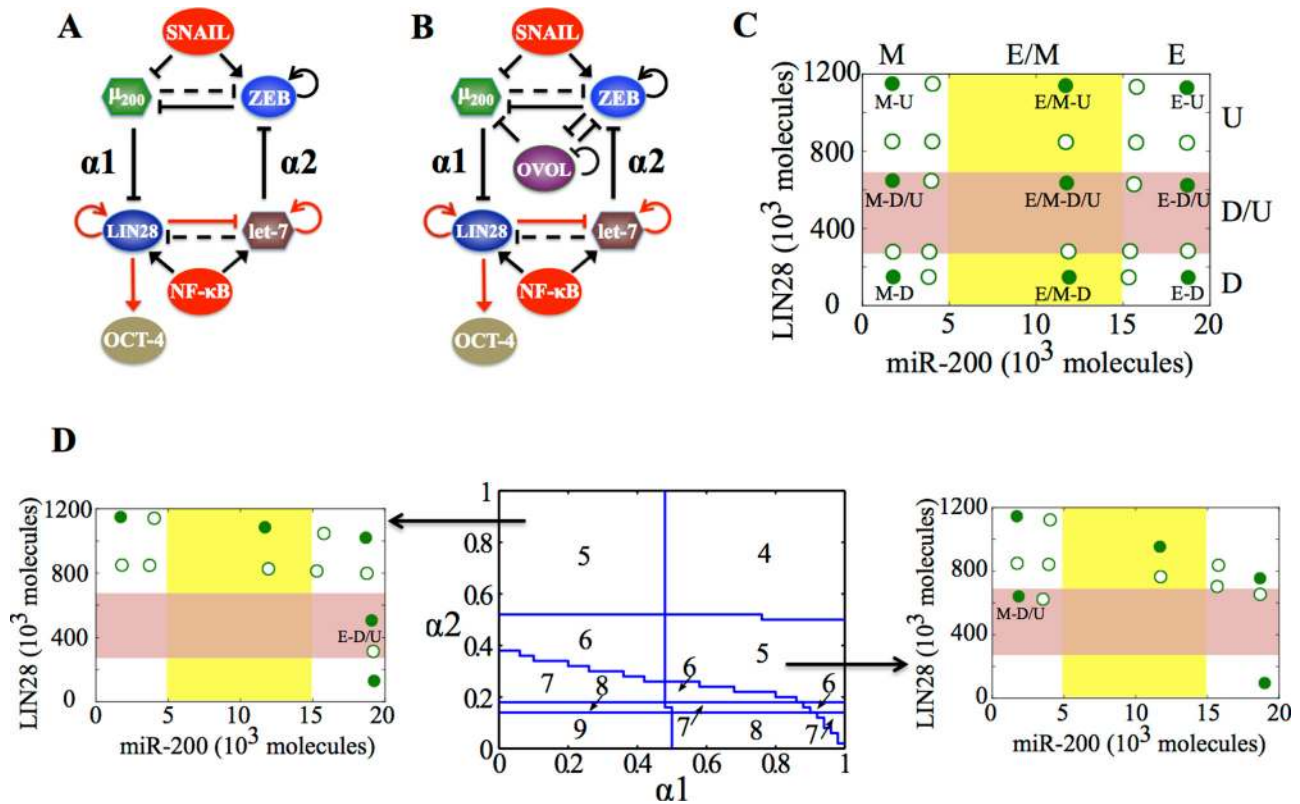 A
SNAIL
μ200
ZEB
α1
α2
LIN28
let-7
NF-κB
OCT-4
B
SNAIL
μ200
ZEB
OVOL
α1
α2
LIN28
let-7
NF-κB
OCT-4
C
M E/M E
LIN28 (10³ molecules)
1200
800
400
0
M-U E/M-U E-U
M-D/U E/M-D/U E-D/U
M-D E/M-D E-D
U
D/U
D
0 5 10 15 20
miR-200 (10³ molecules)
D
LIN28 (10³ molecules)
1200
800
400
0
E-D/U
0 5 10 15 20
miR-200 (10³ molecules)
α2
1
0.8
0.6
0.4
0.2
0
5 4
6 5
7 8 6 6
9 7 8 7
0 0.2 0.4 0.6 0.8 1
α1
LIN28 (10³ molecules)
1200
800
400
0
M-D/U
0 5 10 15 20
miR-200 (10³ molecules)